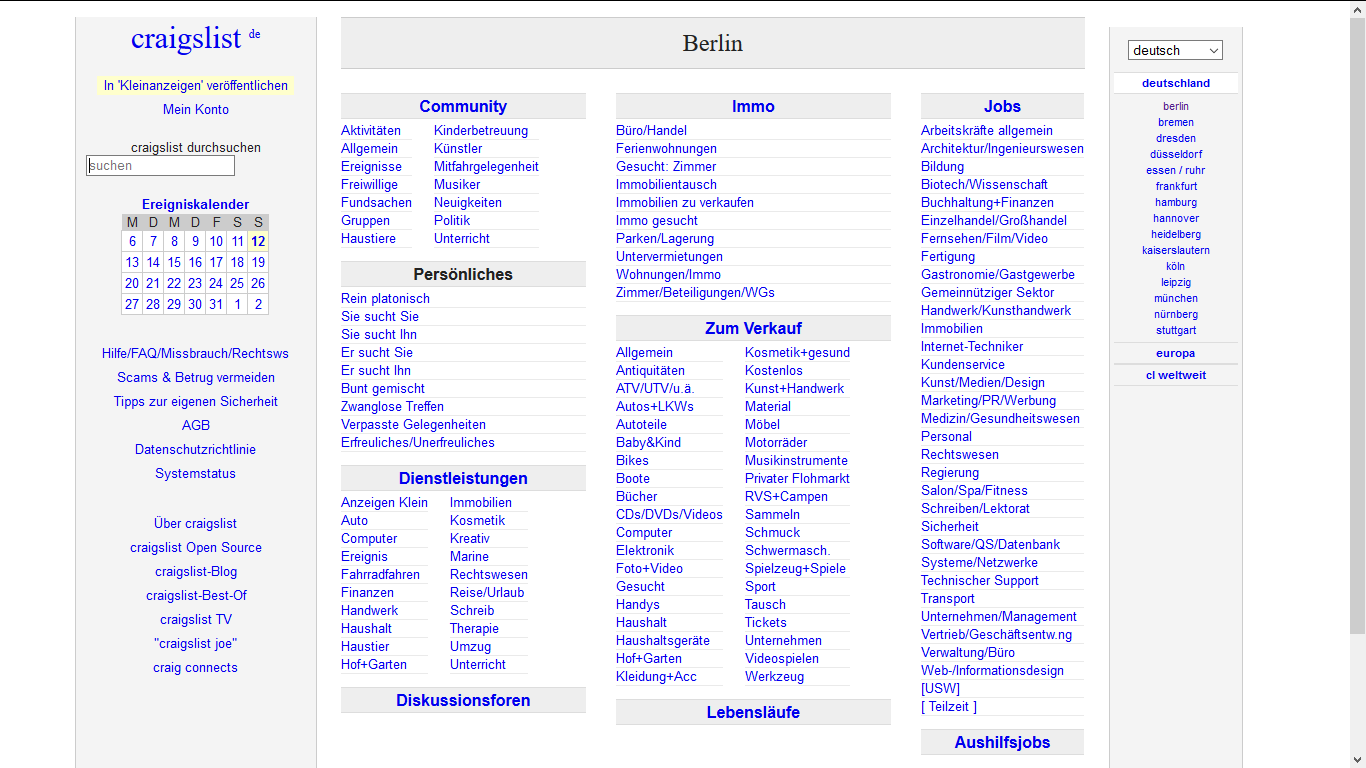 craigslist de
In 'Kleinanzeigen' veröffentlichen
Mein Konto
craigslist durchsuchen
suchen
Ereigniskalender
M D M D F S S
6 7 8 9 10 11 12
13 14 15 16 17 18 19
20 21 22 23 24 25 26
27 28 29 30 31 1 2
Hilfe/FAQ/Missbrauch/Rechtsws
Scams & Betrug vermeiden
Tipps zur eigenen Sicherheit
AGB
Datenschutzrichtlinie
Systemstatus
Über craigslist
craigslist Open Source
craigslist-Blog
craigslist-Best-Of
craigslist TV
"craigslist joe"
craig connects
Berlin
Community
Aktivitäten
Allgemein
Ereignisse
Freiwillige
Fundsachen
Gruppen
Haustiere
Kinderbetreuung
Künstler
Mitfahrgelegenheit
Musiker
Neuigkeiten
Politik
Unterricht
Persönliches
Rein platonisch
Sie sucht Sie
Sie sucht Ihn
Er sucht Sie
Er sucht Ihn
Bunt gemischt
Zwanglose Treffen
Verpasste Gelegenheiten
Erfreuliches/Unerfreuliches
Dienstleistungen
Anzeigen Klein
Auto
Computer
Ereignis
Fahrradfahren
Finanzen
Handwerk
Haushalt
Haustier
Hof+Garten
Immobilien
Kosmetik
Kreativ
Marine
Rechtswesen
Reise/Urlaub
Schreib
Therapie
Umzug
Unterricht
Diskussionsforen
Immo
Büro/Handel
Ferienwohnungen
Gesucht: Zimmer
Immobilientausch
Immobilien zu verkaufen
Immo gesucht
Parken/Lagerung
Untervermietungen
Wohnungen/Immo
Zimmer/Beteiligungen/WGs
Zum Verkauf
Allgemein
Antiquitäten
ATV/UTV/u.ä.
Autos+LKWs
Autoteile
Baby&Kind
Bikes
Boote
Bücher
CDs/DVDs/Videos
Computer
Elektronik
Foto+Video
Gesucht
Handys
Haushalt
Haushaltsgeräte
Hof+Garten
Kleidung+Acc
Kosmetik+gesund
Kostenlos
Kunst+Handwerk
Material
Möbel
Motorräder
Musikinstrumente
Privater Flohmarkt
RVS+Campen
Sammeln
Schmuck
Schwermasch.
Spielzeug+Spiele
Sport
Tausch
Tickets
Unternehmen
Videospielen
Werkzeug
Lebensläufe
Jobs
Arbeitskräfte allgemein
Architektur/Ingenieurswesen
Bildung
Biotech/Wissenschaft
Buchhaltung+Finanzen
Einzelhandel/Großhandel
Fernsehen/Film/Video
Fertigung
Gastronomie/Gastgewerbe
Gemeinnütziger Sektor
Handwerk/Kunsthandwerk
Immobilien
Internet-Techniker
Kundenservice
Kunst/Medien/Design
Marketing/PR/Werbung
Medizin/Gesundheitswesen
Personal
Rechtswesen
Regierung
Salon/Spa/Fitness
Schreiben/Lektorat
Sicherheit
Software/QS/Datenbank
Systeme/Netzwerke
Technischer Support
Transport
Unternehmen/Management
Vertrieb/Geschäftsentw.ng
Verwaltung/Büro
Web-/Informationsdesign
[USW]
[ Teilzeit ]
Aushilfsjobs
deutsch
deutschland
berlin
bremen
dresden
düsseldorf
essen / ruhr
frankfurt
hamburg
hannover
heidelberg
kaiserslautern
köln
leipzig
münchen
nürnberg
stuttgart
europa
cl weltweit